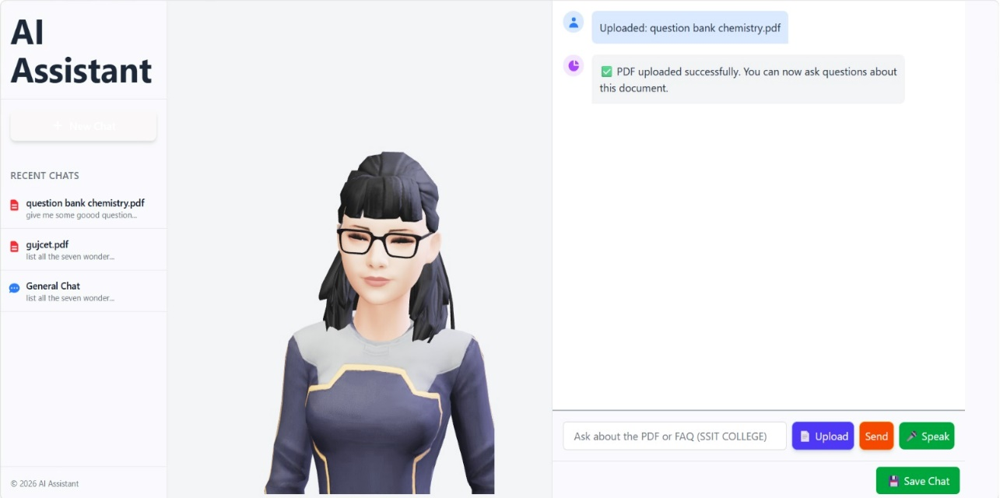 AI
Assistant
+ New Chat
RECENT CHATS
question bank chemistry.pdf
give me some goood question...
gujcet.pdf
list all the seven wonder...
General Chat
list all the seven wonder...
© 2026 AI Assistant
Uploaded: question bank chemistry.pdf
✅ PDF uploaded successfully. You can now ask questions about
this document.
Ask about the PDF or FAQ (SSIT COLLEGE)
Upload
Send
Speak
Save Chat